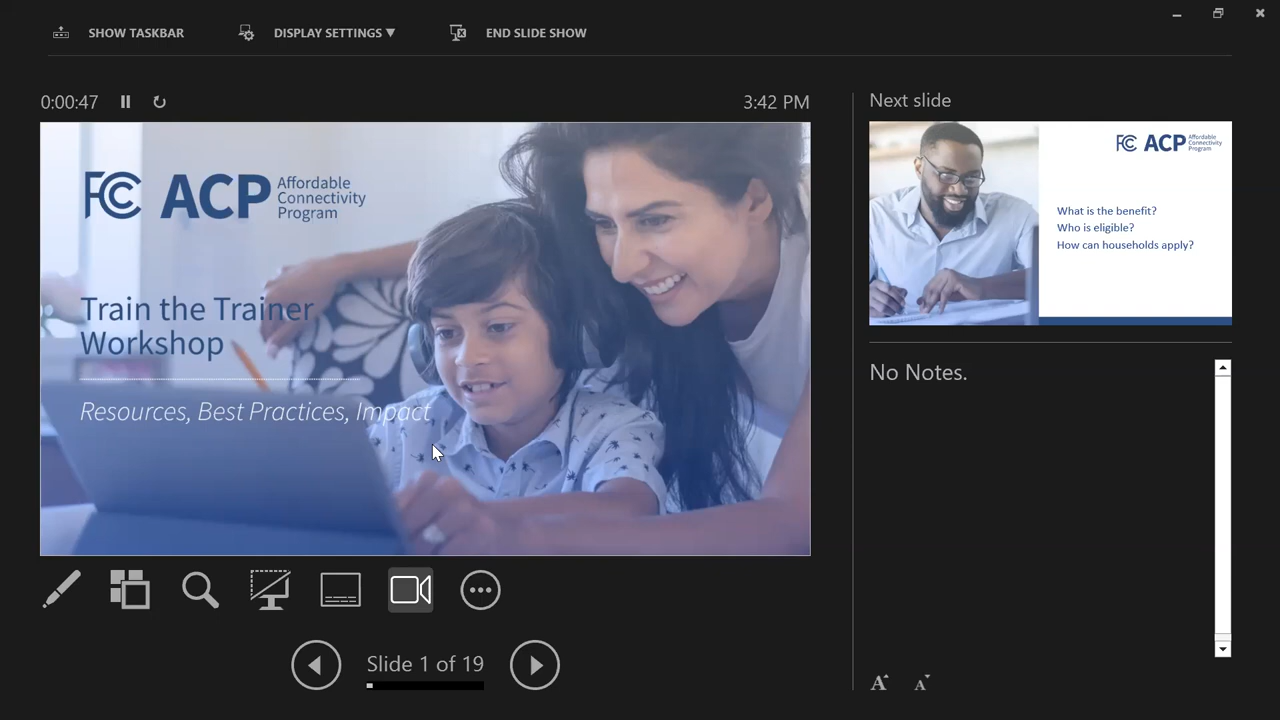 SHOW TASKBAR
DISPLAY SETTINGS ▼
END SLIDE SHOW
0:00:47
3:42 PM
FCC ACP Affordable
Connectivity
Program
Train the Trainer
Workshop
Resources, Best Practices, Impact
Slide 1 of 19
Next slide
FCC ACP Affordable
Connectivity
Program
What is the benefit?
Who is eligible?
How can households apply?
No Notes.
A A